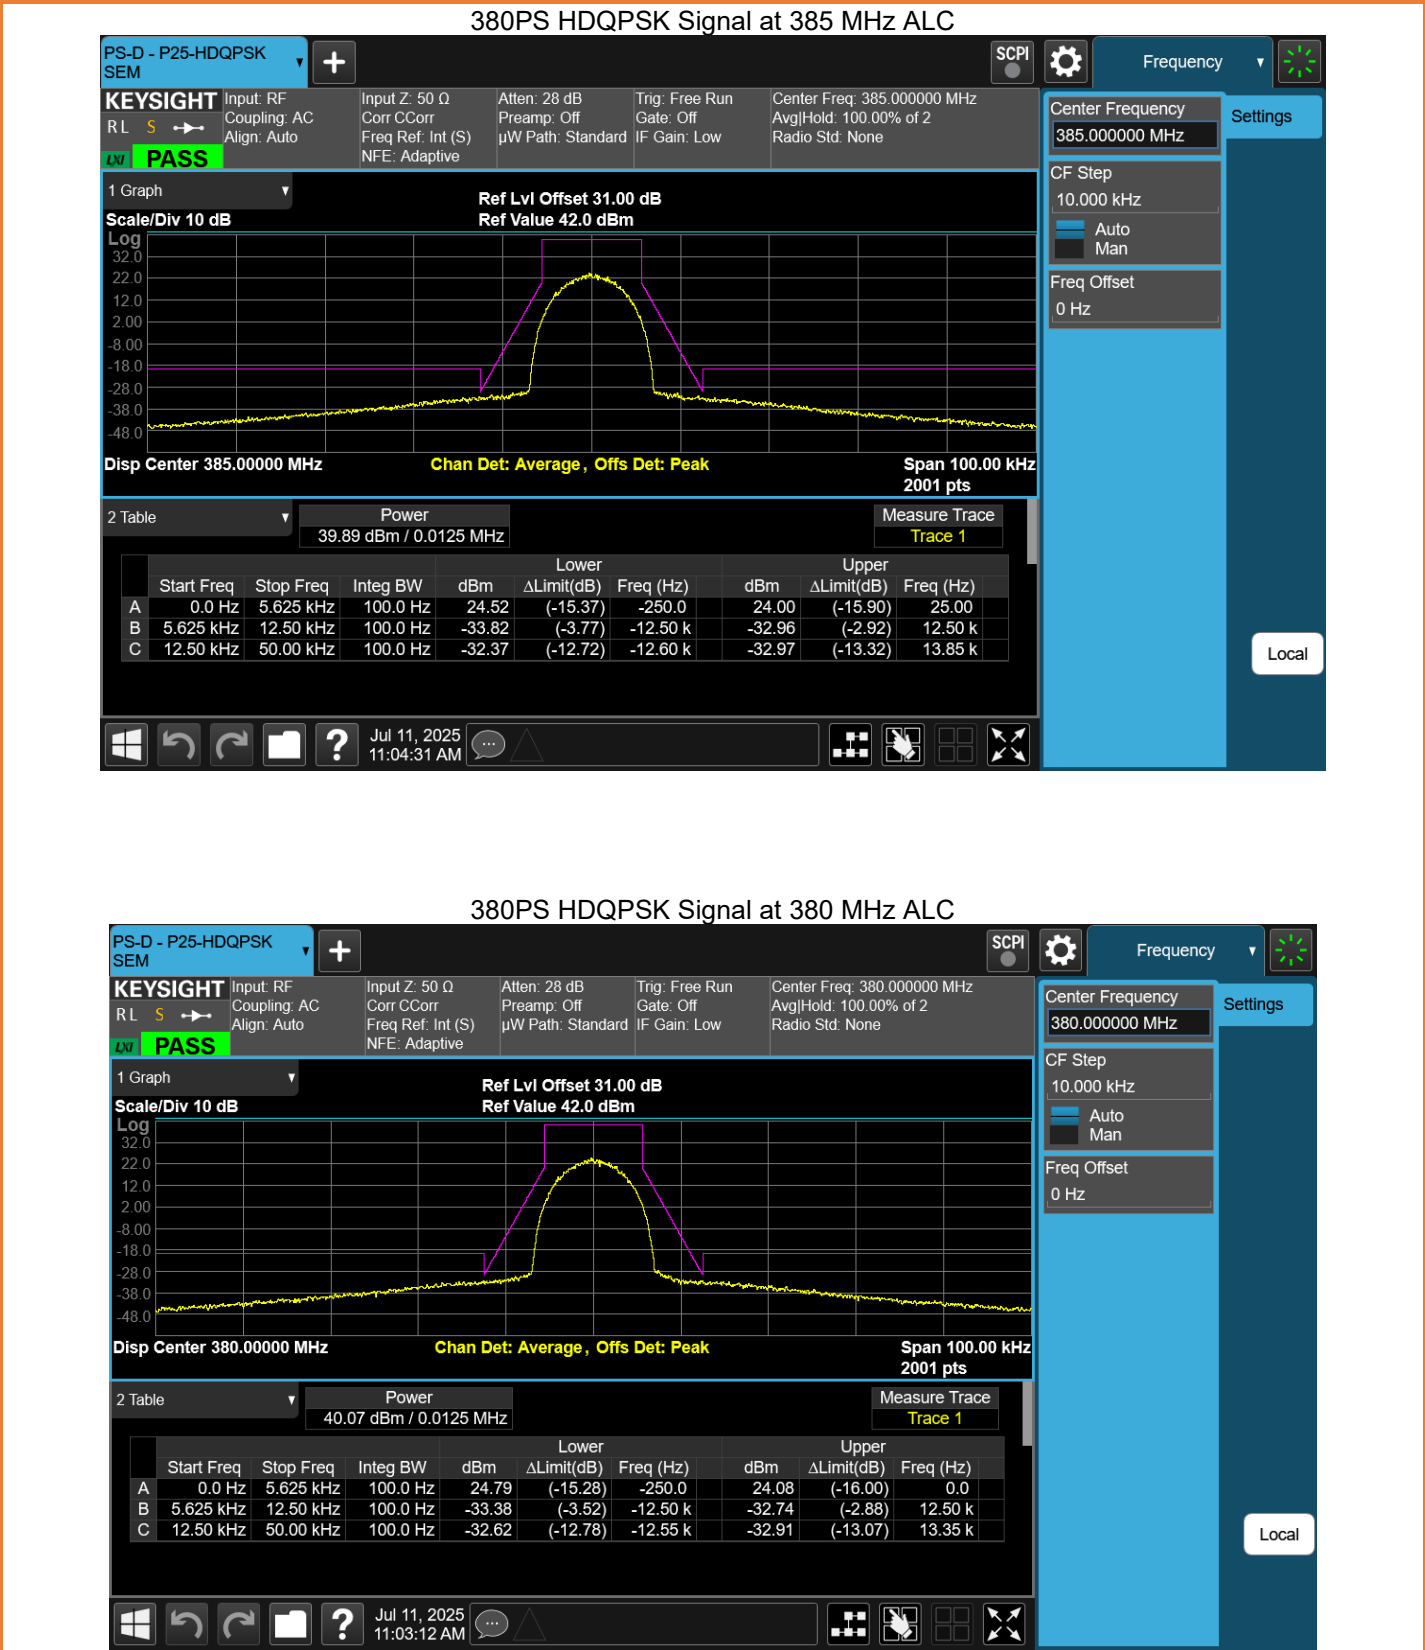 380PS HDQPSK Signal at 385 MHz ALC
PS-D - P25-HDQPSK
SEM
SCPI
Frequency
KEYSIGHT
R L S
LXI PASS
Input: RF
Coupling: AC
Align: Auto
Input Z: 50 Ω
Corr CCorr
Freq Ref: Int (S)
NFE: Adaptive
Atten: 28 dB
Preamp: Off
µW Path: Standard
Trig: Free Run
Gate: Off
IF Gain: Low
Center Freq: 385.000000 MHz
Avg|Hold: 100.00% of 2
Radio Std: None
Center Frequency
385.000000 MHz
Settings
CF Step
10.000 kHz
Auto
Man
Freq Offset
0 Hz
1 Graph
Scale/Div 10 dB
Ref Lvl Offset 31.00 dB
Ref Value 42.0 dBm
Log
32.0
22.0
12.0
2.00
-8.00
-18.0
-28.0
-38.0
-48.0
Disp Center 385.00000 MHz
Chan Det: Average , Offs Det: Peak
Span 100.00 kHz
2001 pts
2 Table
Power
39.89 dBm / 0.0125 MHz
Measure Trace
Trace 1
Lower Upper
Start Freq Stop Freq Integ BW dBm ΔLimit(dB) Freq (Hz) dBm ΔLimit(dB) Freq (Hz)
A 0.0 Hz 5.625 kHz 100.0 Hz 24.52 (-15.37) -250.0 24.00 (-15.90) 25.00
B 5.625 kHz 12.50 kHz 100.0 Hz -33.82 (-3.77) -12.50 k -32.96 (-2.92) 12.50 k
C 12.50 kHz 50.00 kHz 100.0 Hz -32.37 (-12.72) -12.60 k -32.97 (-13.32) 13.85 k
Local
?
Jul 11, 2025
11:04:31 AM
380PS HDQPSK Signal at 380 MHz ALC
PS-D - P25-HDQPSK
SEM
SCPI
Frequency
KEYSIGHT
R L S
LXI PASS
Input: RF
Coupling: AC
Align: Auto
Input Z: 50 Ω
Corr CCorr
Freq Ref: Int (S)
NFE: Adaptive
Atten: 28 dB
Preamp: Off
µW Path: Standard
Trig: Free Run
Gate: Off
IF Gain: Low
Center Freq: 380.000000 MHz
Avg|Hold: 100.00% of 2
Radio Std: None
Center Frequency
380.000000 MHz
Settings
CF Step
10.000 kHz
Auto
Man
Freq Offset
0 Hz
1 Graph
Scale/Div 10 dB
Ref Lvl Offset 31.00 dB
Ref Value 42.0 dBm
Log
32.0
22.0
12.0
2.00
-8.00
-18.0
-28.0
-38.0
-48.0
Disp Center 380.00000 MHz
Chan Det: Average , Offs Det: Peak
Span 100.00 kHz
2001 pts
2 Table
Power
40.07 dBm / 0.0125 MHz
Measure Trace
Trace 1
Lower Upper
Start Freq Stop Freq Integ BW dBm ΔLimit(dB) Freq (Hz) dBm ΔLimit(dB) Freq (Hz)
A 0.0 Hz 5.625 kHz 100.0 Hz 24.79 (-15.28) -250.0 24.08 (-16.00) 0.0
B 5.625 kHz 12.50 kHz 100.0 Hz -33.38 (-3.52) -12.50 k -32.74 (-2.88) 12.50 k
C 12.50 kHz 50.00 kHz 100.0 Hz -32.62 (-12.78) -12.55 k -32.91 (-13.07) 13.35 k
Local
?
Jul 11, 2025
11:03:12 AM